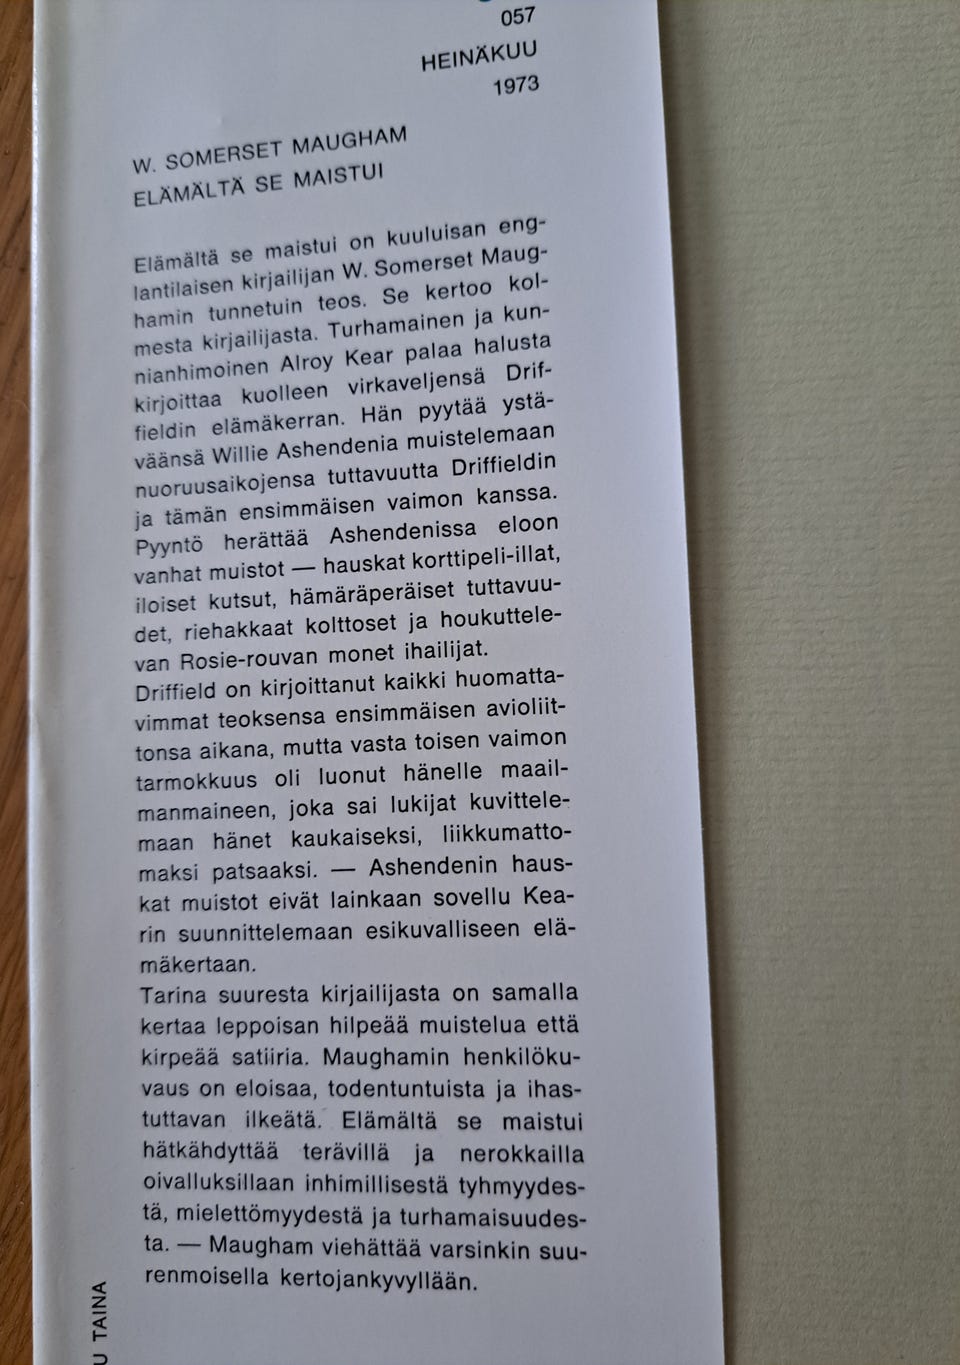 057
HEINÄKUU
1973
W. SOMERSET MAUGHAM
ELÄMÄLTÄ SE MAISTUI
Elämältä se maistui on kuuluisan eng-
lantilaisen kirjailijan W. Somerset Maug-
hamin tunnetuin teos. Se kertoo kol-
mesta kirjailijasta. Turhamainen ja kun-
nianhimoinen Alroy Kear palaa halusta
kirjoittaa kuolleen virkaveljensä Drif-
fieldin elämäkerran. Hän pyytää ystä-
väänsä Willie Ashendenia muistelemaan
nuoruusaikojensa tuttavuutta Driffieldin
ja tämän ensimmäisen vaimon kanssa.
Pyyntö herättää Ashendenissa eloon
vanhat muistot — hauskat korttipeli-illat,
iloiset kutsut, hämäräperäiset tuttavuu-
det, riehakkaat kolttoset ja houkuttele-
van Rosie-rouvan monet ihailijat.
Driffield on kirjoittanut kaikki huomatta-
vimmat teoksensa ensimmäisen avioliit-
tonsa aikana, mutta vasta toisen vaimon
tarmokkuus oli luonut hänelle maail-
manmaineen, joka sai lukijat kuvittele-
maan hänet kaukaiseksi, liikkumatto-
maksi patsaaksi. — Ashendenin haus-
kat muistot eivät lainkaan sovellu Kea-
rin suunnittelemaan esikuvalliseen elä-
mäkertaan.
Tarina suuresta kirjailijasta on samalla
kertaa leppoisan hilpeää muistelua että
kirpeää satiiria. Maughamin henkilöku-
vaus on eloisaa, todentuntuista ja ihas-
tuttavan ilkeätä. Elämältä se maistui
hätkähdyttää terävillä ja nerokkailla
oivalluksillaan inhimillisestä tyhmyydes-
tä, mielettömyydestä ja turhamaisuudes-
ta. — Maugham viehättää varsinkin suu-
renmoisella kertojankyvyllään.
U TAINA